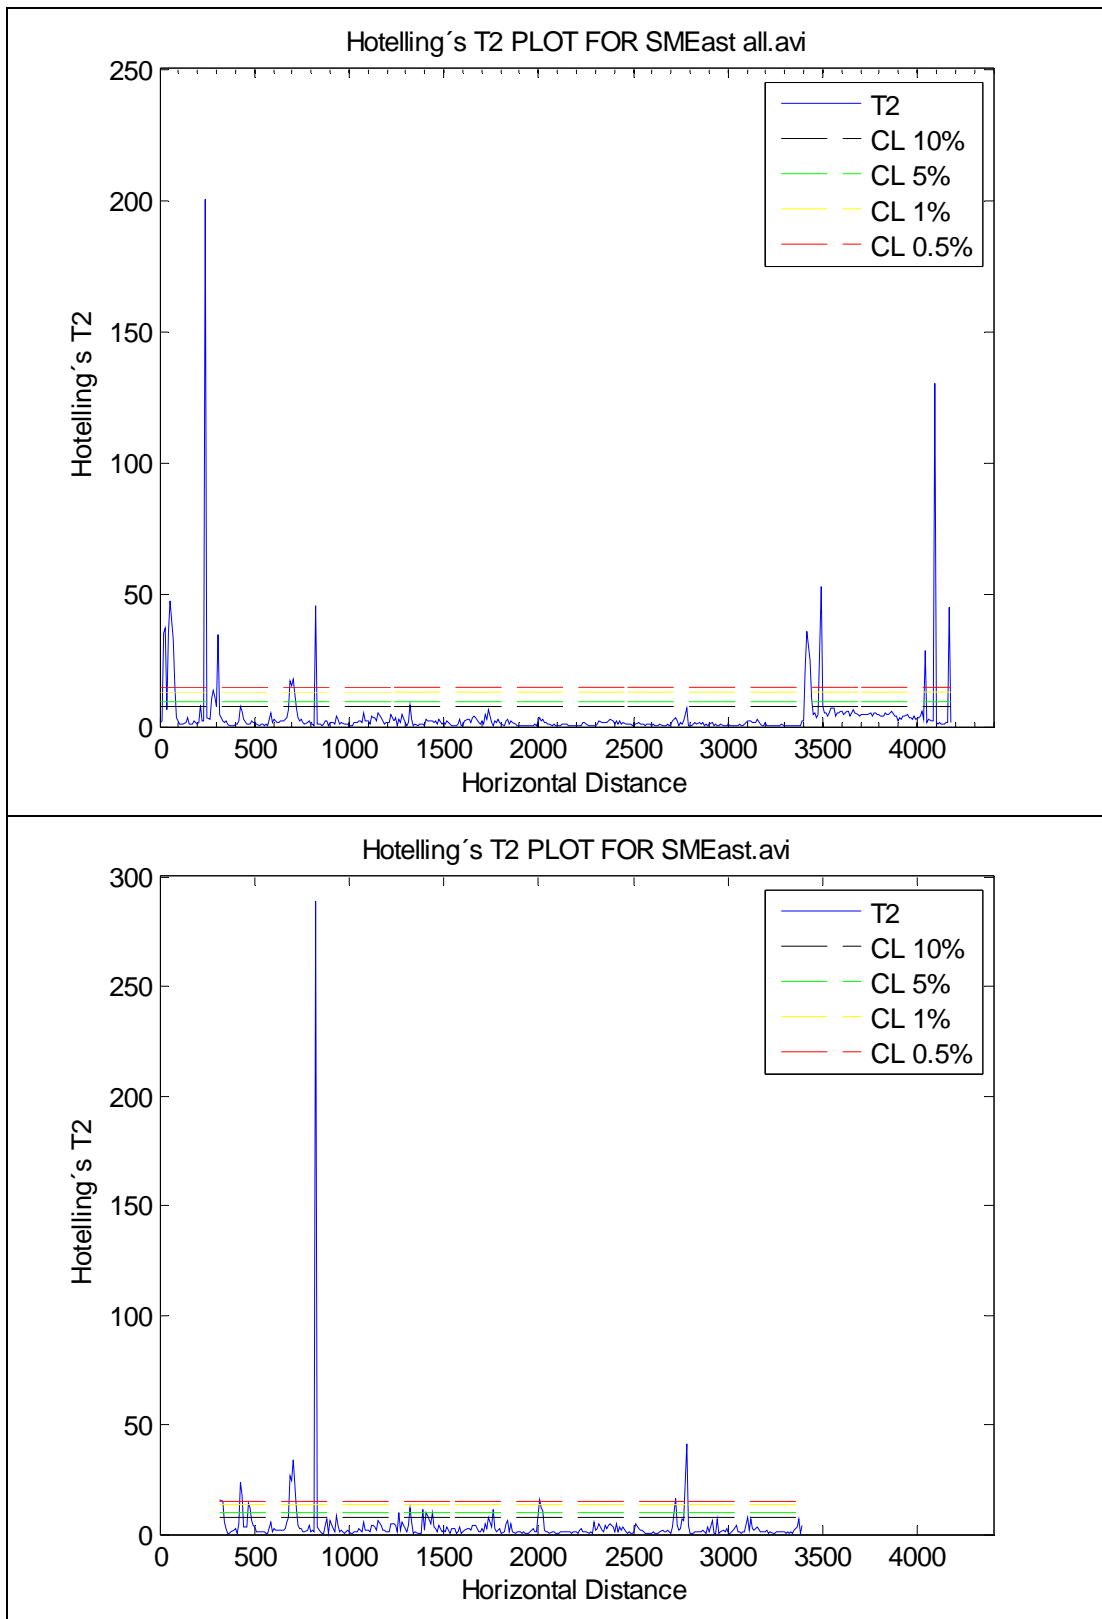 Hotelling´s T2 PLOT FOR SMEast all.avi
250
200
150
100
50
0
Hotelling´s T2
T2
CL 10%
CL 5%
CL 1%
CL 0.5%
0 500 1000 1500 2000 2500 3000 3500 4000
Horizontal Distance
Hotelling´s T2 PLOT FOR SMEast.avi
300
250
200
150
100
50
0
Hotelling´s T2
T2
CL 10%
CL 5%
CL 1%
CL 0.5%
0 500 1000 1500 2000 2500 3000 3500 4000
Horizontal Distance